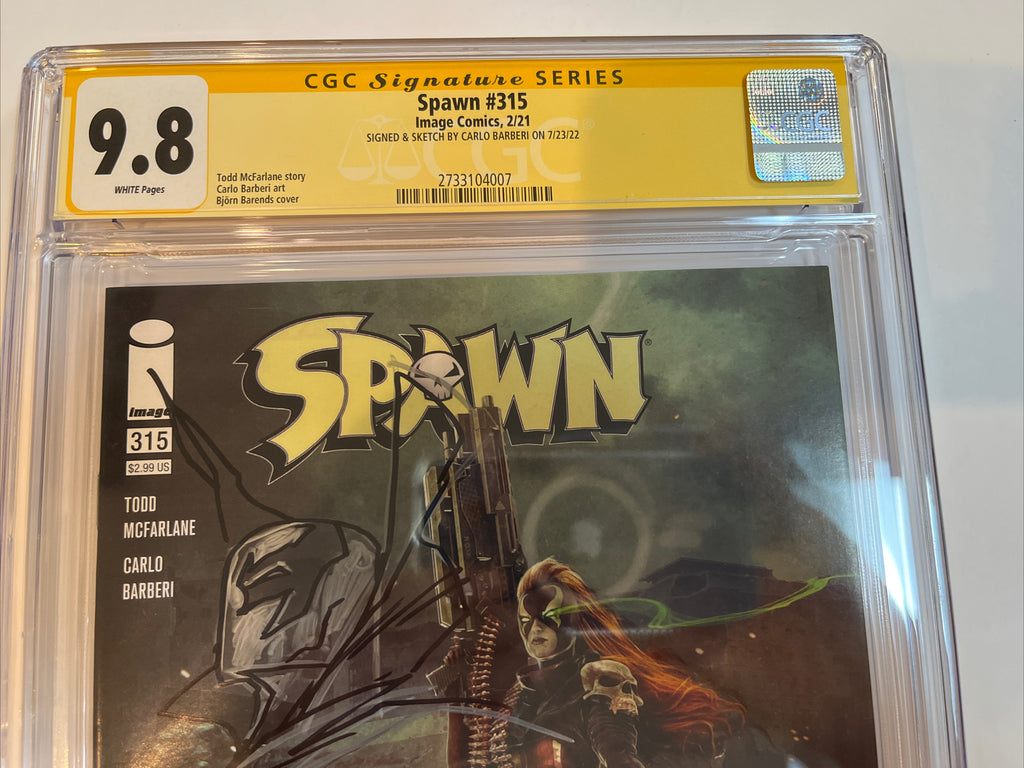 CGC Signature SERIES
Spawn #315
Image Comics, 2/21
SIGNED & SKETCH BY CARLO BARBERI ON 7/23/22
9.8
WHITE Pages
Todd McFarlane story
Carlo Barberi art
Björn Barends cover
CGC®
2733104007
CGC
SPAWN®
image
315
$2.99 US
TODD
MCFARLANE
CARLO
BARBERI